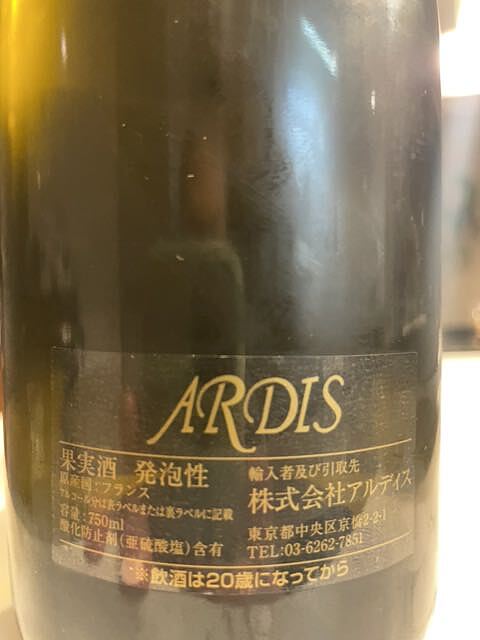 ARDIS
果実酒 発泡性
原産国:フランス
アルコール分は表ラベルまたは裏ラベルに記載
容量:750ml
酸化防止剤(亜硫酸塩)含有
輸入者及び引取先
株式会社アルディス
東京都中央区京橋2-2-1
TEL:03-6262-7851
※飲酒は20歳になってから